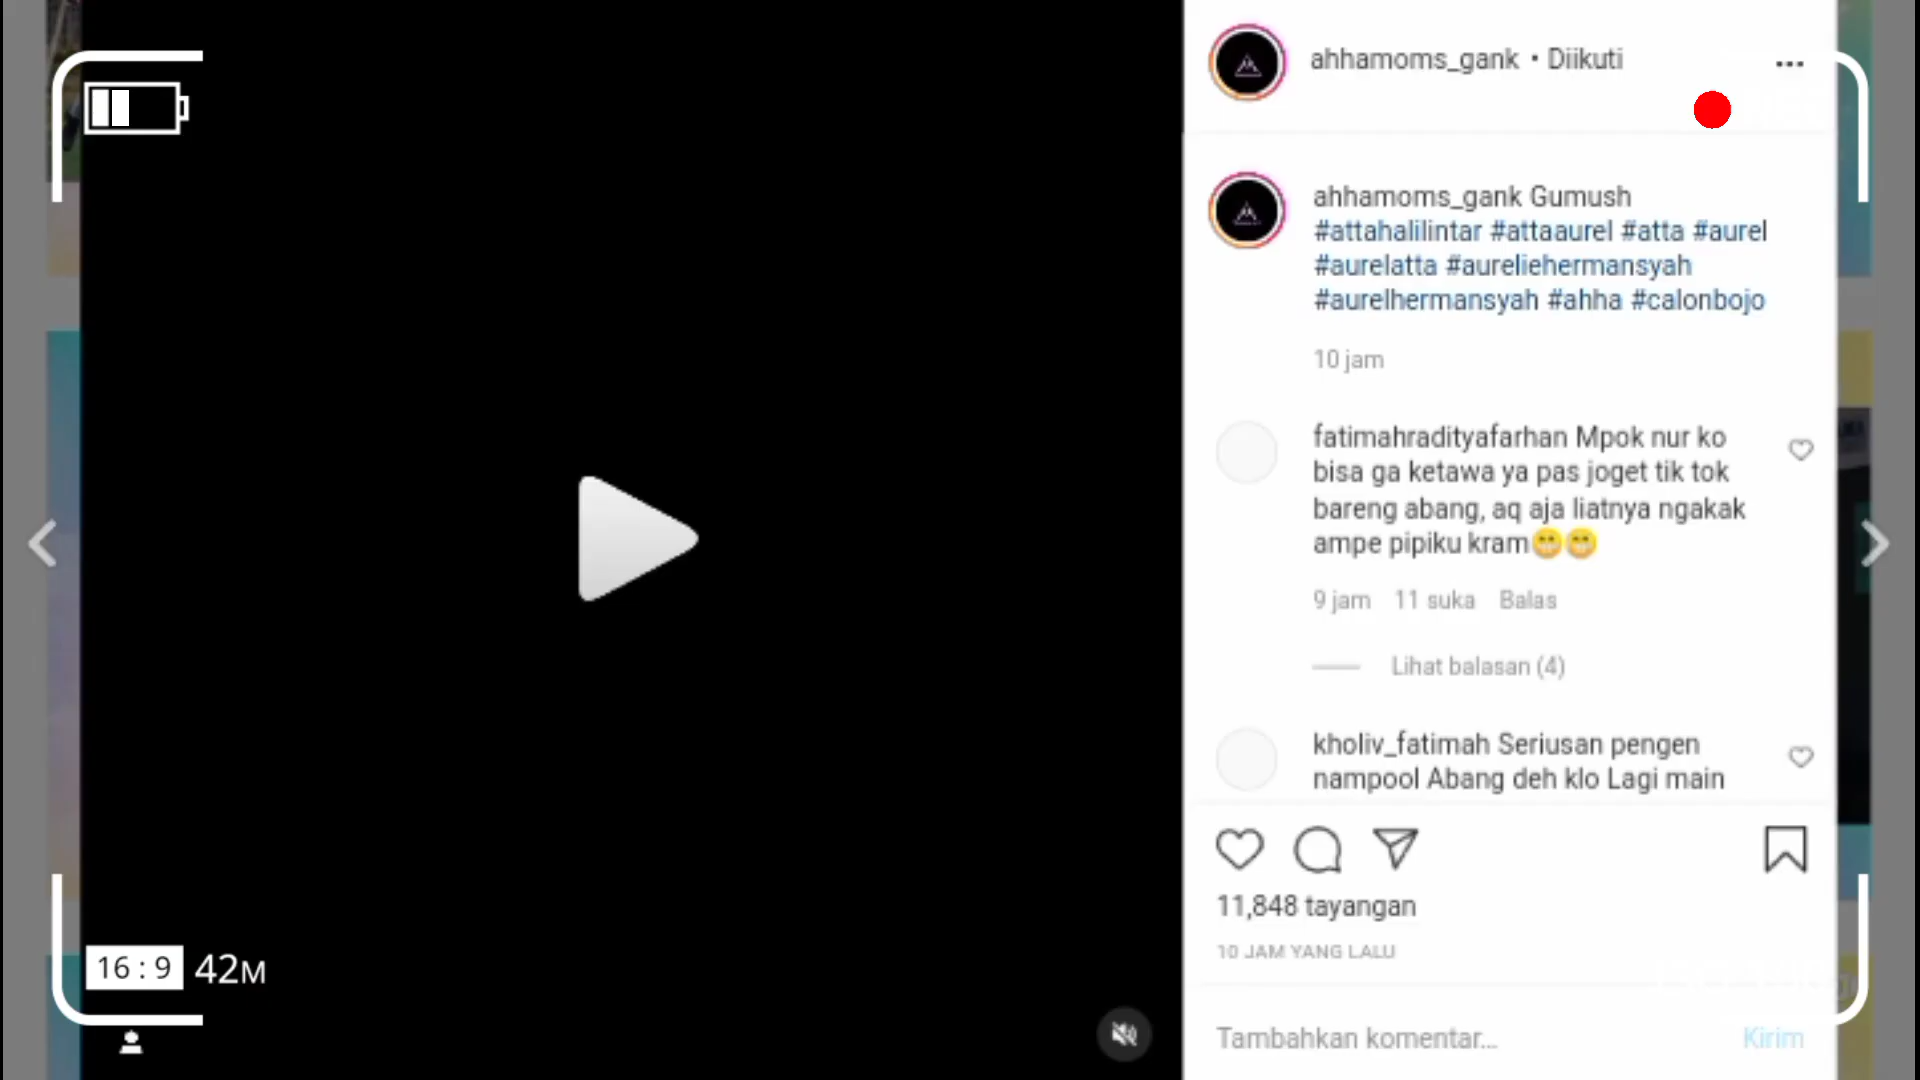 ahhamoms_gank • Diikuti
ahhamoms_gank Gumush
#attahalilintar #attaaurel #atta #aurel
#aurelatta #aureliehermansyah
#aurelhermansyah #ahha #calonbojo
10 jam
fatimahradityafarhan Mpok nur ko
bisa ga ketawa ya pas joget tik tok
bareng abang, aq aja liatnya ngakak
ampe pipiku kram😁😁
9 jam 11 suka Balas
Lihat balasan (4)
kholiv_fatimah Seriusan pengen
nampool Abang deh klo Lagi main
11,848 tayangan
10 JAM YANG LALU
Tambahkan komentar... Kirim
16 : 9 42M